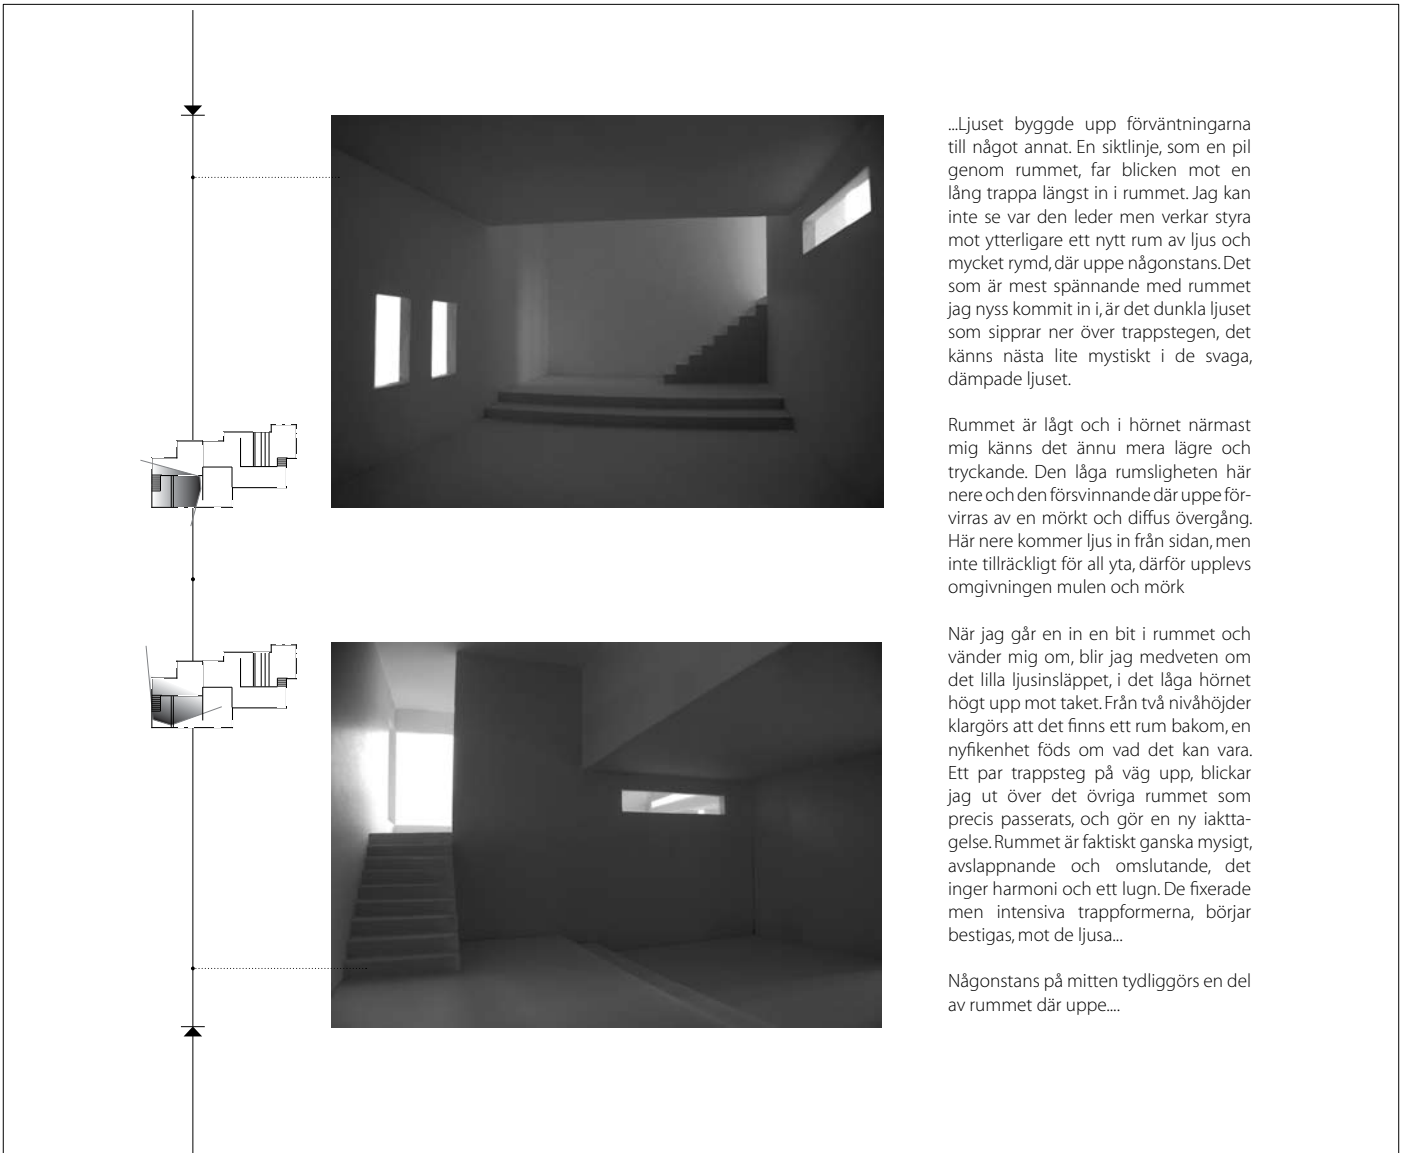 ...Ljuset byggde upp förväntningarna
till något annat. En siktlinje, som en pil
genom rummet, far blicken mot en
lång trappa längst in i rummet. Jag kan
inte se var den leder men verkar styra
mot ytterligare ett nytt rum av ljus och
mycket rymd, där uppe någonstans. Det
som är mest spännande med rummet
jag nyss kommit in i, är det dunkla ljuset
som sipprar ner över trappstegen, det
känns nästa lite mystiskt i de svaga,
dämpade ljuset.
Rummet är lågt och i hörnet närmast
mig känns det ännu mera lägre och
tryckande. Den låga rumsligheten här
nere och den försvinnande där uppe för-
virras av en mörkt och diffus övergång.
Här nere kommer ljus in från sidan, men
inte tillräckligt för all yta, därför upplevs
omgivningen mulen och mörk
När jag går en in en bit i rummet och
vänder mig om, blir jag medveten om
det lilla ljusinsläppet, i det låga hörnet
högt upp mot taket. Från två nivåhöjder
klargörs att det finns ett rum bakom, en
nyfikenhet föds om vad det kan vara.
Ett par trappsteg på väg upp, blickar
jag ut över det övriga rummet som
precis passerats, och gör en ny iaktta-
gelse. Rummet är faktiskt ganska mysigt,
avslappnande och omslutande, det
inger harmoni och ett lugn. De fixerade
men intensiva trappformerna, börjar
bestigas, mot de ljusa...
Någonstans på mitten tydliggörs en del
av rummet där uppe....